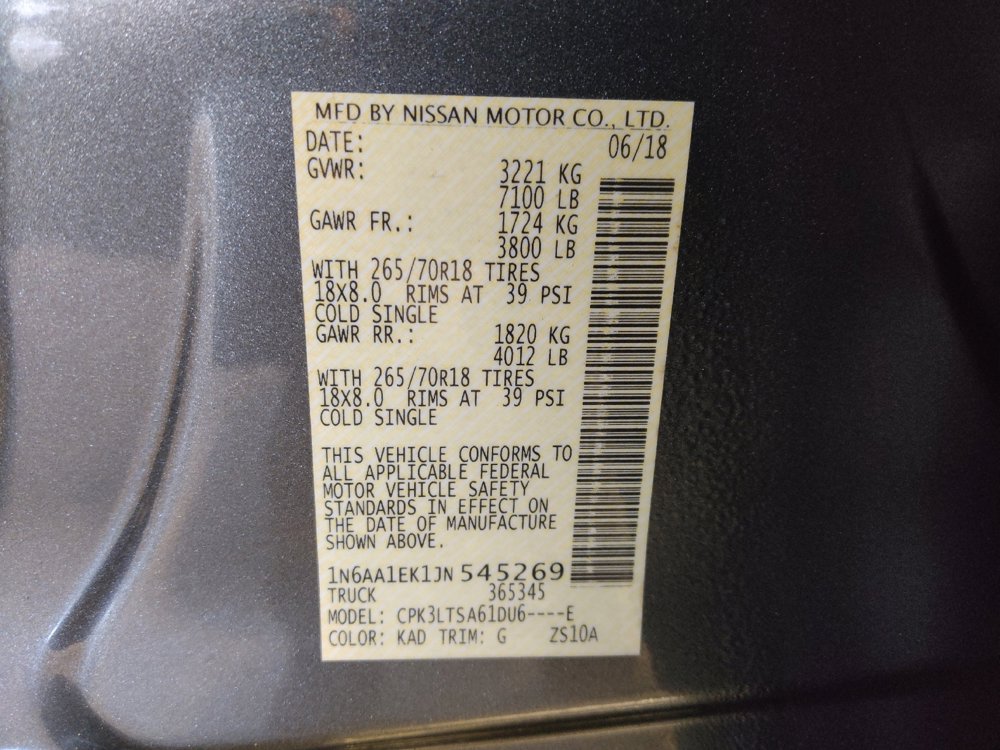 MFD BY NISSAN MOTOR CO., LTD.
DATE: 06/18
GVWR: 3221 KG
7100 LB
GAWR FR.: 1724 KG
3800 LB
WITH 265/70R18 TIRES
18X8.0 RIMS AT 39 PSI
COLD SINGLE
GAWR RR.: 1820 KG
4012 LB
WITH 265/70R18 TIRES
18X8.0 RIMS AT 39 PSI
COLD SINGLE
THIS VEHICLE CONFORMS TO
ALL APPLICABLE FEDERAL
MOTOR VEHICLE SAFETY
STANDARDS IN EFFECT ON
THE DATE OF MANUFACTURE
SHOWN ABOVE.
1N6AA1EK1JN 545269
TRUCK 365345
MODEL: CPK3LTSA61DU6----E
COLOR: KAD TRIM: G ZS10A